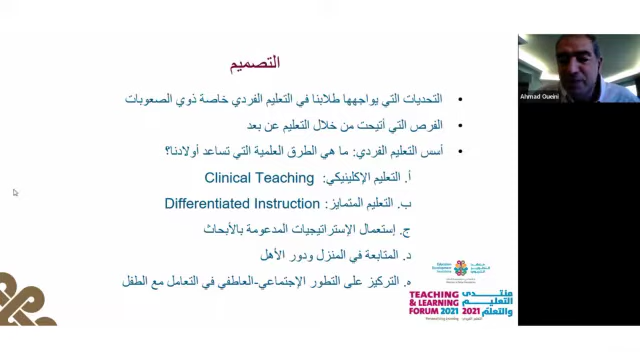 التصميم
التحديات التي يواجهها طلابنا في التعليم الفردي خاصة ذوي الصعوبات
الفرص التي أتيحت من خلال التعليم عن بعد
أسس التعليم الفردي: ما هي الطرق العلمية التي تساعد أولادنا؟
أ. التعليم الإكلينيكي: Clinical Teaching
ب. التعليم المتمايز: Differentiated Instruction
ج. إستعمال الإستراتيجيات المدعومة بالأبحاث
د. المتابعة في المنزل ودور الأهل
ه. التركيز على التطور الإجتماعي-العاطفي في التعامل مع الطفل
Ahmad Oueini
TEACHING
& LEARNING
FORUM 2021
منتدى
التعليم
والتعلّم 2021